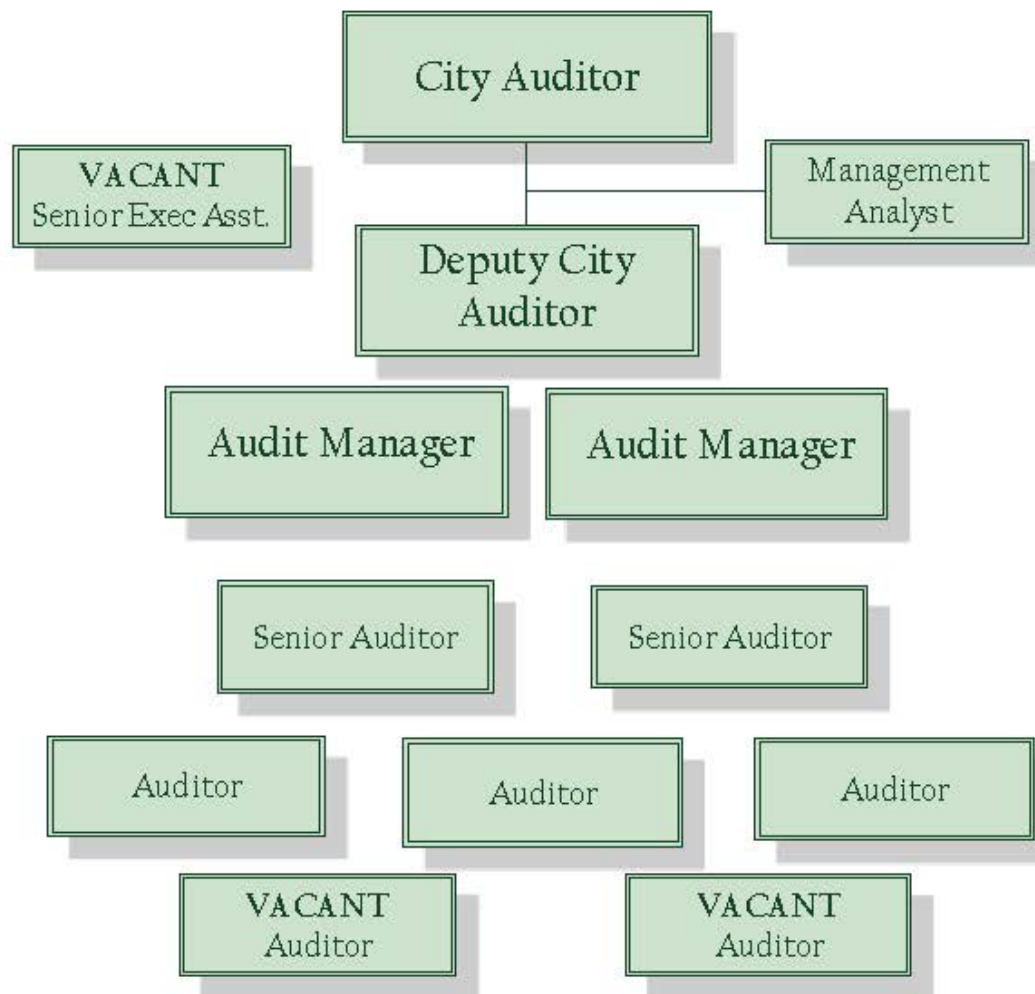 City Auditor
VACANT
Senior Exec Asst.
Management
Analyst
Deputy City
Auditor
Audit Manager
Audit Manager
Senior Auditor
Senior Auditor
Auditor
Auditor
Auditor
VACANT
Auditor
VACANT
Auditor